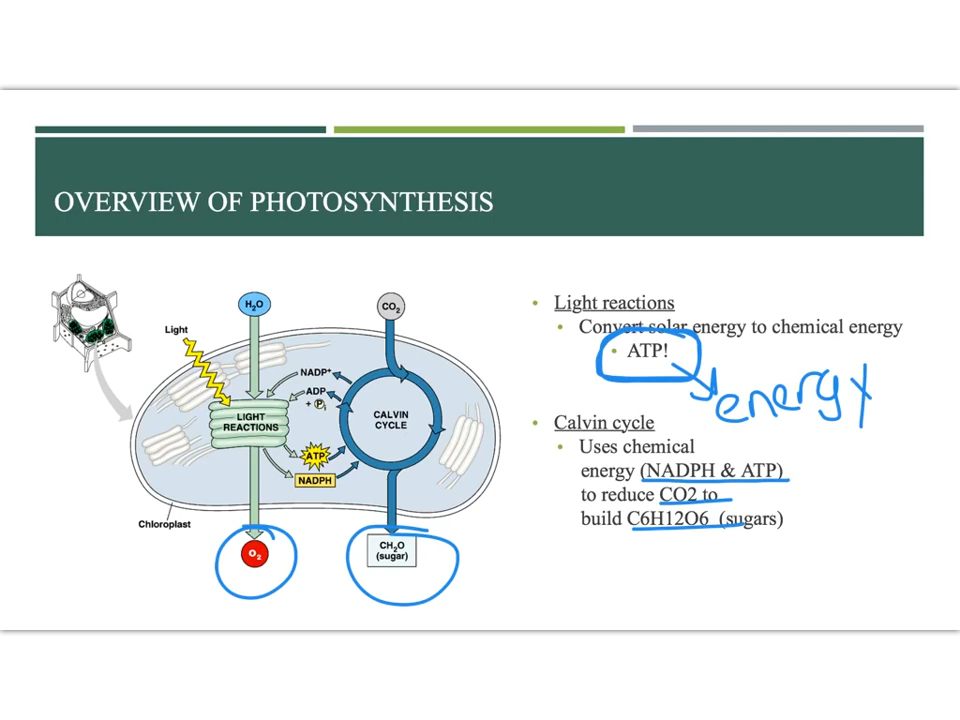 OVERVIEW OF PHOTOSYNTHESIS
H₂O
CO₂
Light
NADP⁺
ADP
+ Pᵢ
LIGHT
REACTIONS
CALVIN
CYCLE
ATP
NADPH
Chloroplast
O₂
CH₂O
(sugar)
• Light reactions
• Convert solar energy to chemical energy
• ATP!
energy
• Calvin cycle
• Uses chemical
energy (NADPH & ATP)
to reduce CO2 to
build C6H12O6 (sugars)